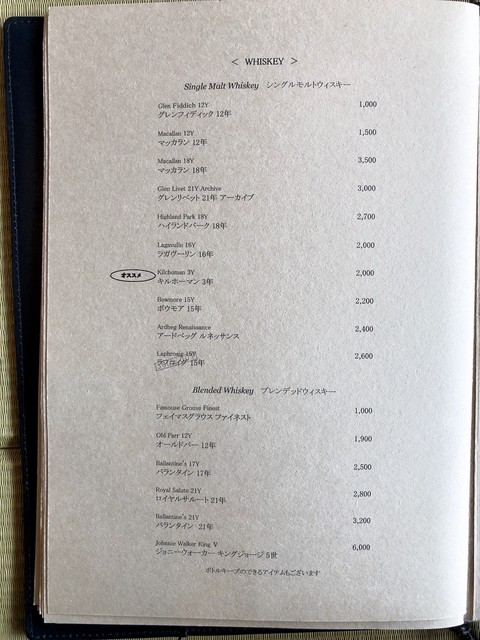 < WHISKEY >
Single Malt Whiskey シングルモルトウィスキー
Glen Fiddich 12Y 1,000
グレンフィディック 12年
Macallan 12Y 1,500
マッカラン 12年
Macallan 18Y 3,500
マッカラン 18年
Glen Livet 21Y Archive 3,000
グレンリベット 21年 アーカイブ
Highland Park 18Y 2,700
ハイランドパーク 18年
Lagavulin 16Y 2,000
ラガヴーリン 16年
オススメ Kilchoman 3Y 2,000
キルホーマン 3年
Bowmore 15Y 2,200
ボウモア 15年
Ardbeg Renaissance 2,400
アードベッグ ルネッサンス
Laphroaig 15Y 2,600
ラフロイグ 15年
Blended Whiskey ブレンデッドウィスキー
Famouse Grouse Finest 1,000
フェイマスグラウス ファイネスト
Old Parr 12Y 1,900
オールドパー 12年
Ballantine's 17Y 2,500
バランタイン 17年
Royal Salute 21Y 2,800
ロイヤルサルート 21年
Ballantine's 21Y 3,200
バランタイン 21年
Johnnie Walker King V 6,000
ジョニーウォーカー キングジョージ 5世
ボトルキープのできるアイテムもございます